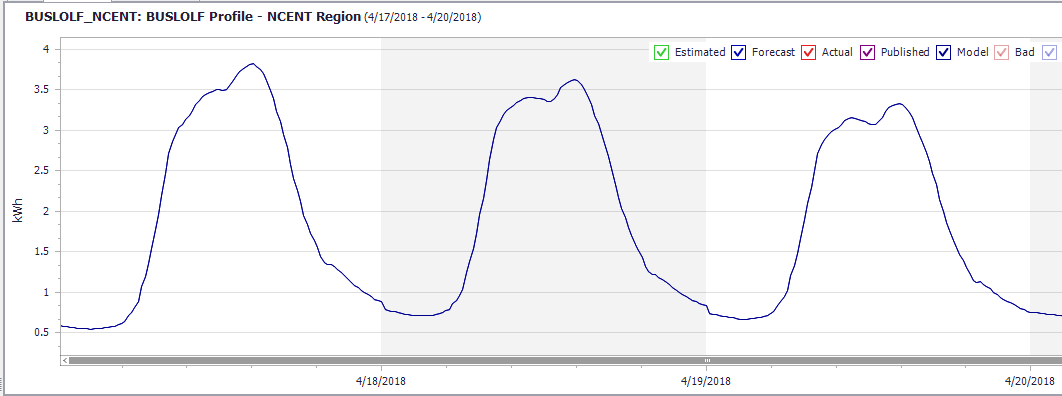 BUSLOLF_NCENT: BUSLOLF Profile - NCENT Region (4/17/2018 - 4/20/2018)
Estimated Forecast Actual Published Model Bad
4
3.5
3
2.5
2
1.5
1
0.5
kWh
4/18/2018 4/19/2018 4/20/2018